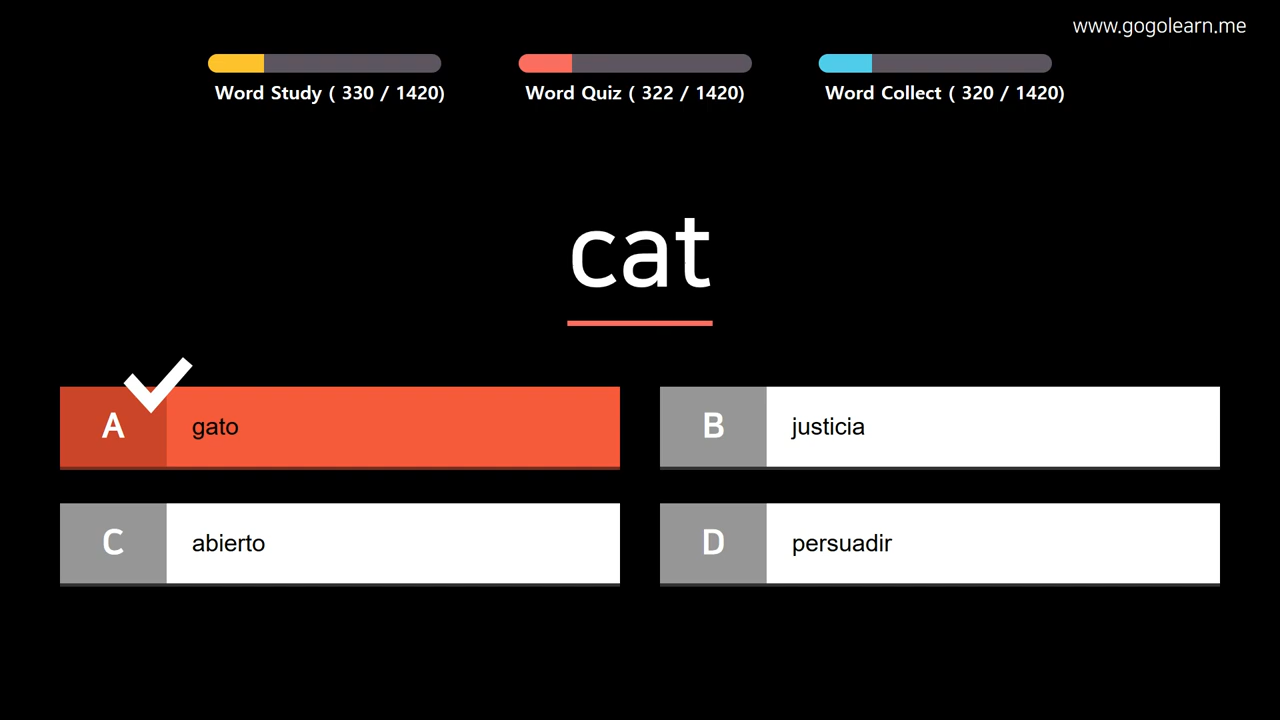 www.gogolearn.me
Word Study ( 330 / 1420)
Word Quiz ( 322 / 1420)
Word Collect ( 320 / 1420)
cat
A
gato
B
justicia
C
abierto
D
persuadir